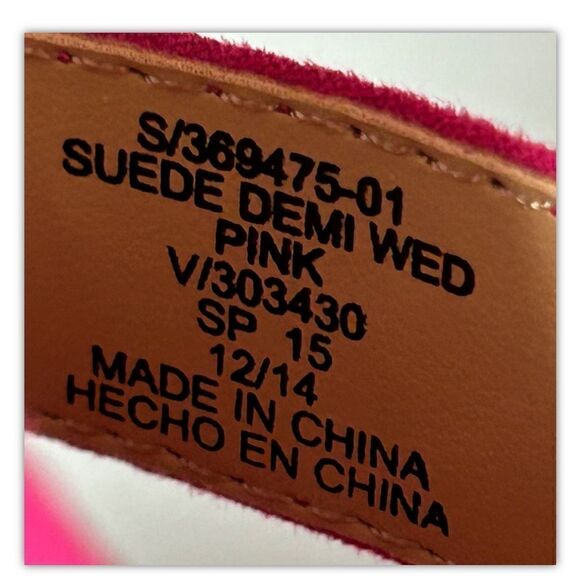 S/369475-01
SUEDE DEMI WED
PINK
V/303430
SP 15
12/14
MADE IN CHINA
HECHO EN CHINA